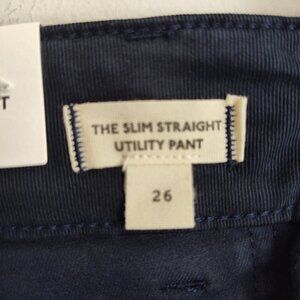 T
THE SLIM STRAIGHT
UTILITY PANT
26